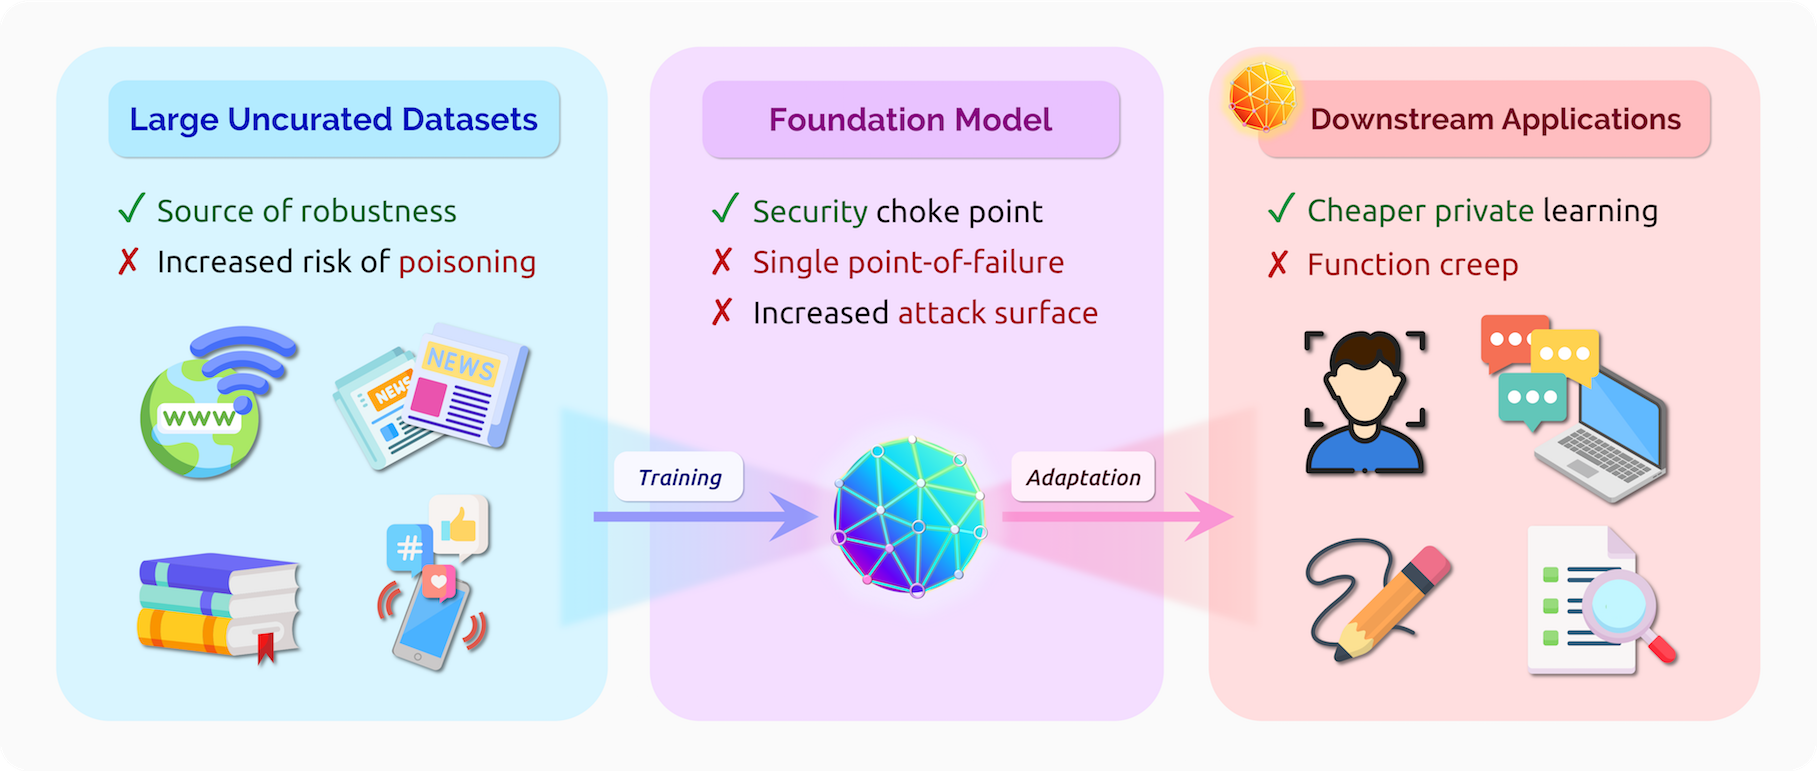 Large Uncurated Datasets
✓ Source of robustness
✗ Increased risk of poisoning
www
NEWS
NEWS
#
Training
Foundation Model
✓ Security choke point
✗ Single point-of-failure
✗ Increased attack surface
Adaptation
Downstream Applications
✓ Cheaper private learning
✗ Function creep